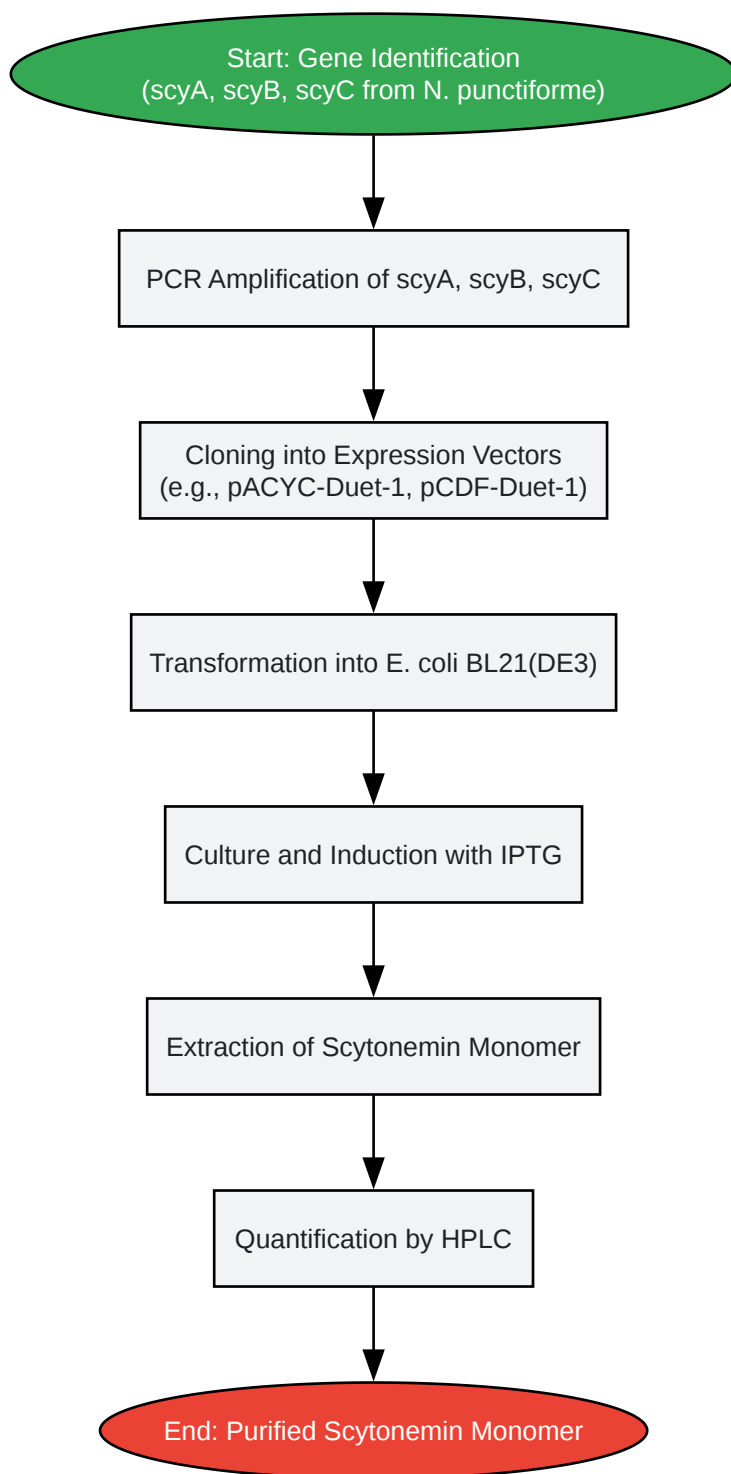 Start: Gene Identification
(scyA, scyB, scyC from N. punctiforme)
PCR Amplification of scyA, scyB, scyC
Cloning into Expression Vectors
(e.g., pACYC-Duet-1, pCDF-Duet-1)
Transformation into E. coli BL21(DE3)
Culture and Induction with IPTG
Extraction of Scytonemin Monomer
Quantification by HPLC
End: Purified Scytonemin Monomer